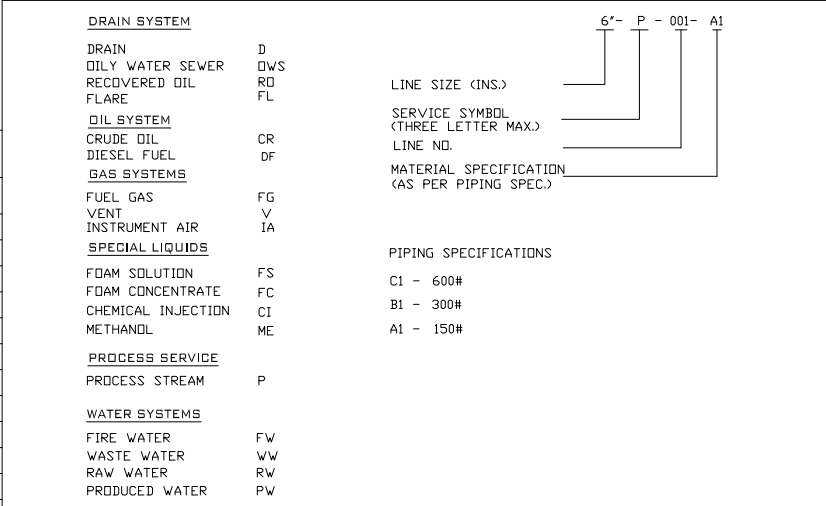 DRAIN SYSTEM
DRAIN D
OILY WATER SEWER OWS
RECOVERED OIL RO
FLARE FL
OIL SYSTEM
CRUDE OIL CR
DIESEL FUEL DF
GAS SYSTEMS
FUEL GAS FG
VENT V
INSTRUMENT AIR IA
SPECIAL LIQUIDS
FOAM SOLUTION FS
FOAM CONCENTRATE FC
CHEMICAL INJECTION CI
METHANOL ME
PROCESS SERVICE
PROCESS STREAM P
WATER SYSTEMS
FIRE WATER FW
WASTE WATER WW
RAW WATER RW
PRODUCED WATER PW
6"- P - 001- A1
LINE SIZE (INS.)
SERVICE SYMBOL
(THREE LETTER MAX.)
LINE NO.
MATERIAL SPECIFICATION
(AS PER PIPING SPEC.)
PIPING SPECIFICATIONS
C1 - 600#
B1 - 300#
A1 - 150#